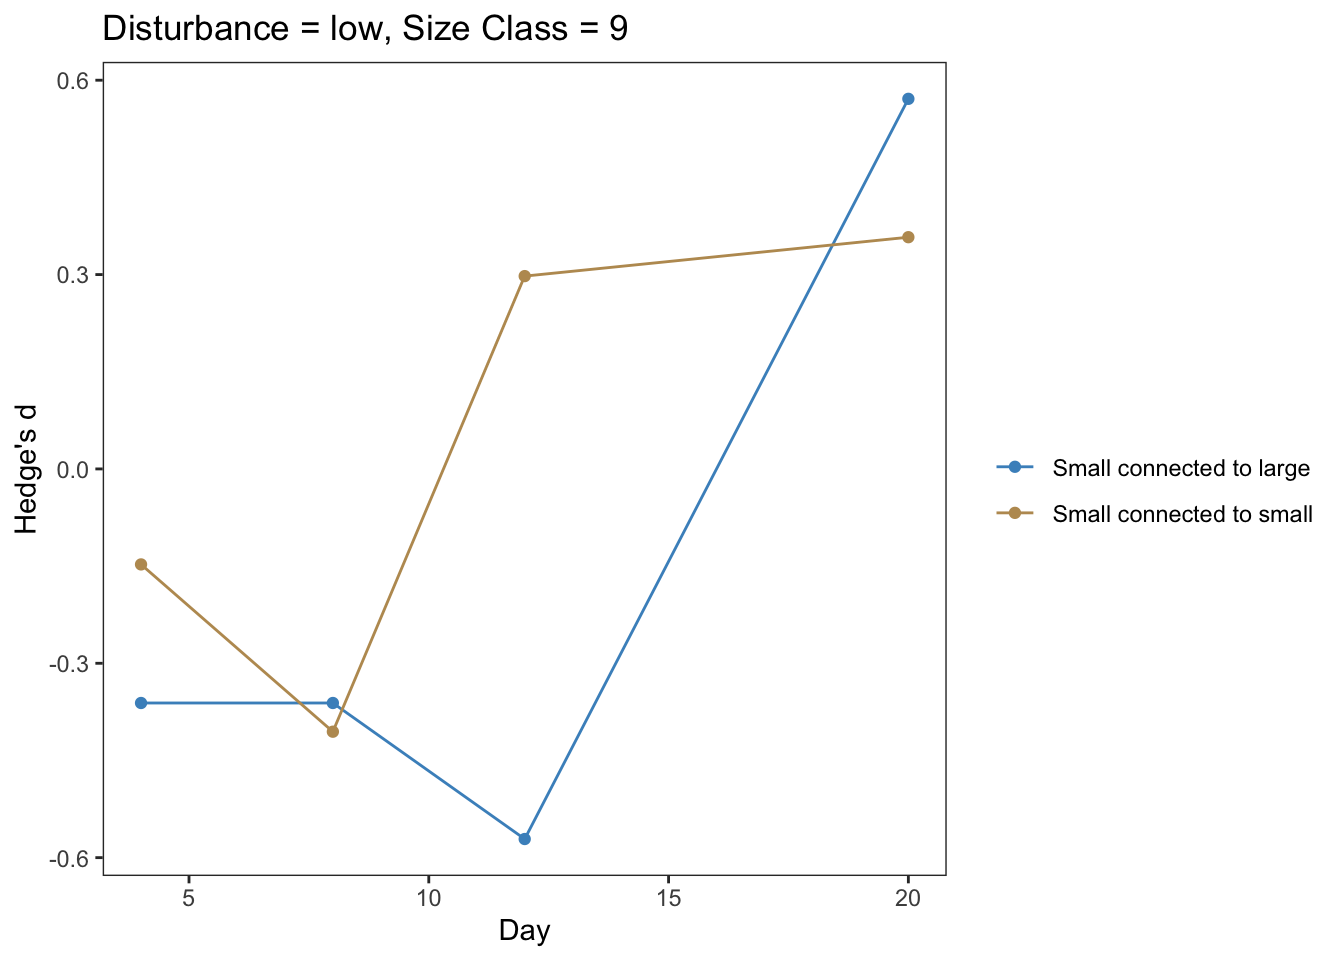 Disturbance = low, Size Class = 9
0.6
0.3
0.0
-0.3
-0.6
Hedge's d
5 10 15 20
Day
Small connected to large
Small connected to small